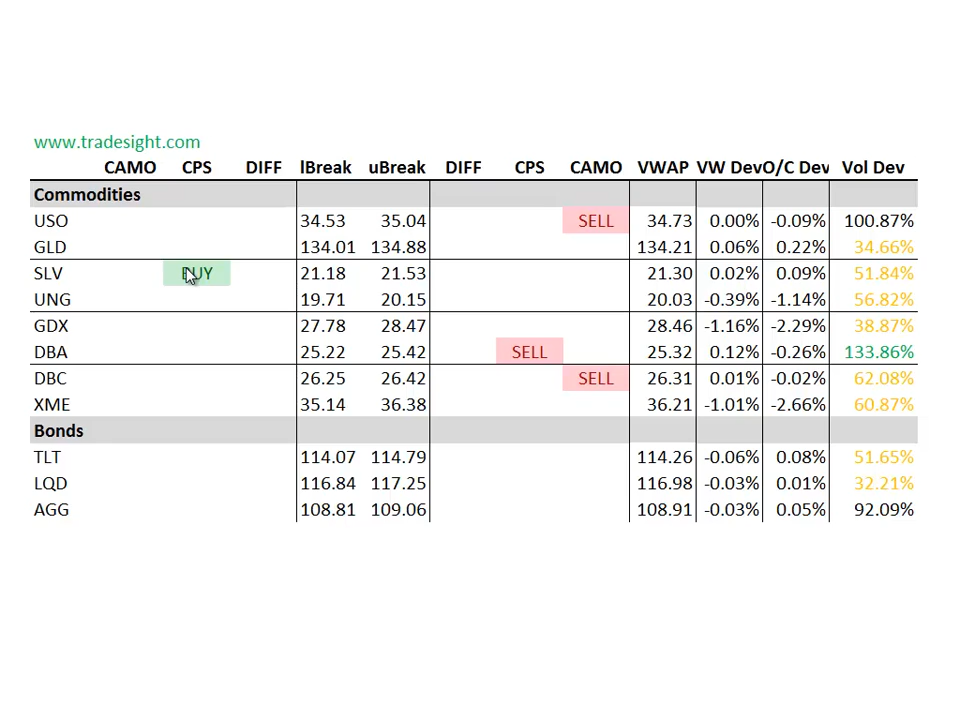 www.tradesight.com
CAMO CPS DIFF lBreak uBreak DIFF CPS CAMO VWAP VW Dev O/C Dev Vol Dev
Commodities
USO 34.53 35.04 SELL 34.73 0.00% -0.09% 100.87%
GLD 134.01 134.88 134.21 0.06% 0.22% 34.66%
SLV BUY 21.18 21.53 21.30 0.02% 0.09% 51.84%
UNG 19.71 20.15 20.03 -0.39% -1.14% 56.82%
GDX 27.78 28.47 28.46 -1.16% -2.29% 38.87%
DBA 25.22 25.42 SELL 25.32 0.12% -0.26% 133.86%
DBC 26.25 26.42 SELL 26.31 0.01% -0.02% 62.08%
XME 35.14 36.38 36.21 -1.01% -2.66% 60.87%
Bonds
TLT 114.07 114.79 114.26 -0.06% 0.08% 51.65%
LQD 116.84 117.25 116.98 -0.03% 0.01% 32.21%
AGG 108.81 109.06 108.91 -0.03% 0.05% 92.09%